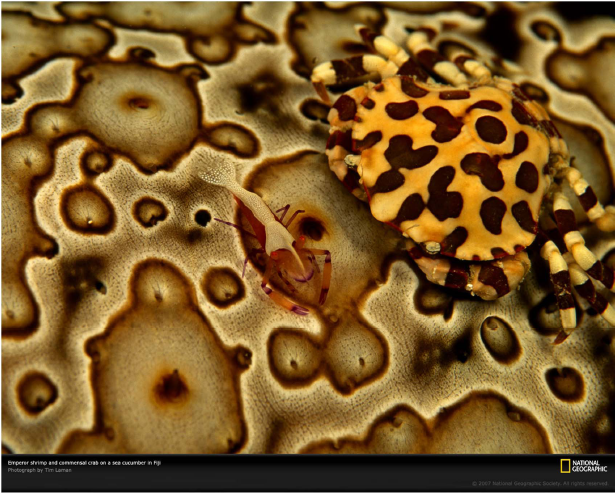 Emperor shrimp and commensal crab on a sea cucumber in Fiji
Photograph by Tim Laman
NATIONAL
GEOGRAPHIC
© 2007 National Geographic Society. All rights reserved.